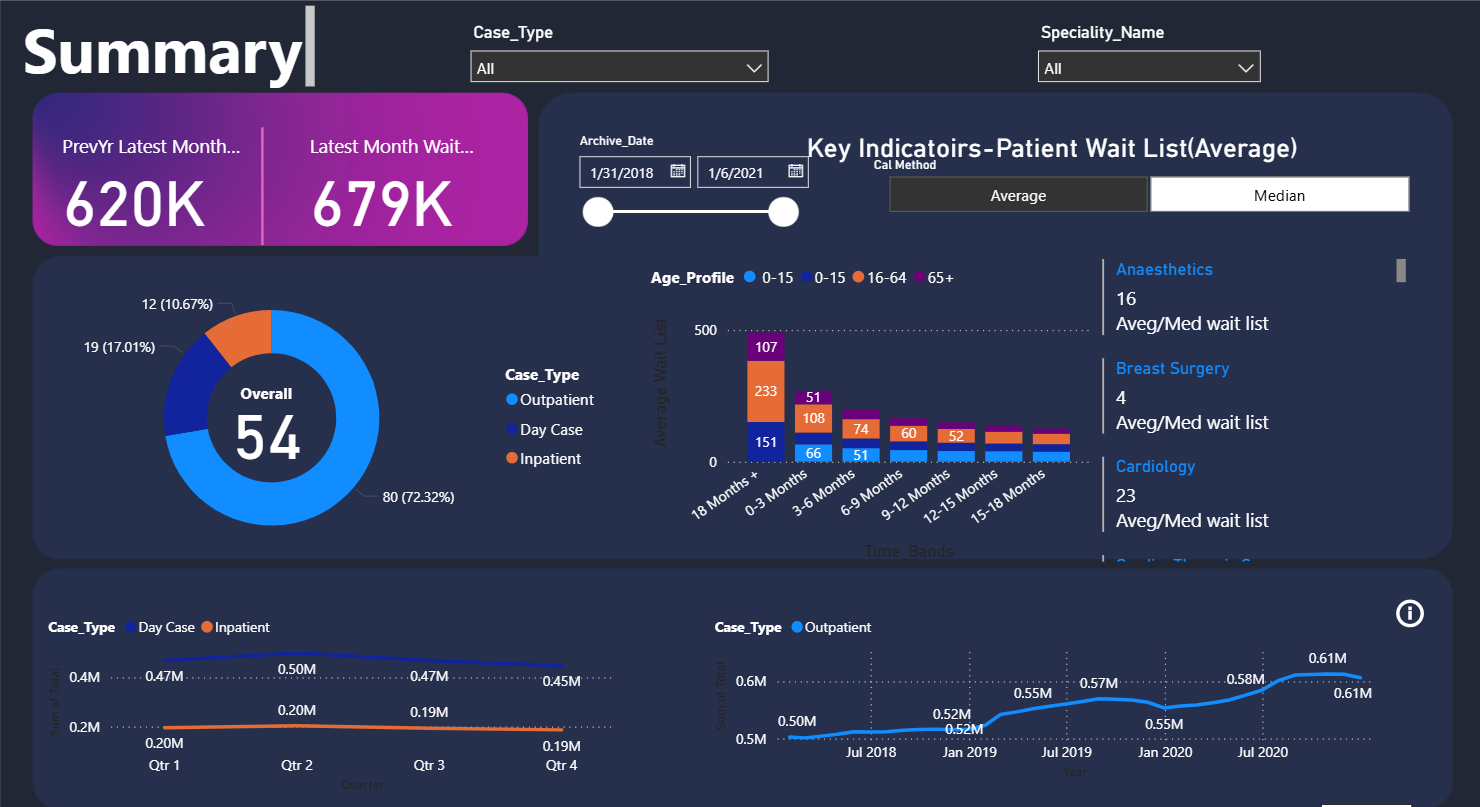 Summary
Case_Type
All
Speciality_Name
All
PrevYr Latest Month...
620K
Latest Month Wait...
679K
Archive_Date
1/31/2018
1/6/2021
Key Indicatoirs-Patient Wait List(Average)
Cal Method
Average
Median
12 (10.67%)
19 (17.01%)
80 (72.32%)
Overall
54
Case_Type
Outpatient
Day Case
Inpatient
Age_Profile 0-15 0-15 16-64 65+
Average Wait List
500
0
107
233
151
51
108
66
74
51
60
52
18 Months +
0-3 Months
3-6 Months
6-9 Months
9-12 Months
12-15 Months
15-18 Months
Time_Bands
Anaesthetics
16
Aveg/Med wait list
Breast Surgery
4
Aveg/Med wait list
Cardiology
23
Aveg/Med wait list
Case_Type Day Case Inpatient
Sum of Total
0.4M
0.2M
0.47M
0.50M
0.47M
0.45M
0.20M
0.20M
0.19M
0.19M
Qtr 1
Qtr 2
Qtr 3
Qtr 4
Quarter
Case_Type Outpatient
Sum of Total
0.6M
0.5M
0.50M
0.52M
0.52M
0.55M
0.57M
0.55M
0.58M
0.61M
0.61M
Jul 2018
Jan 2019
Jul 2019
Jan 2020
Jul 2020
Year